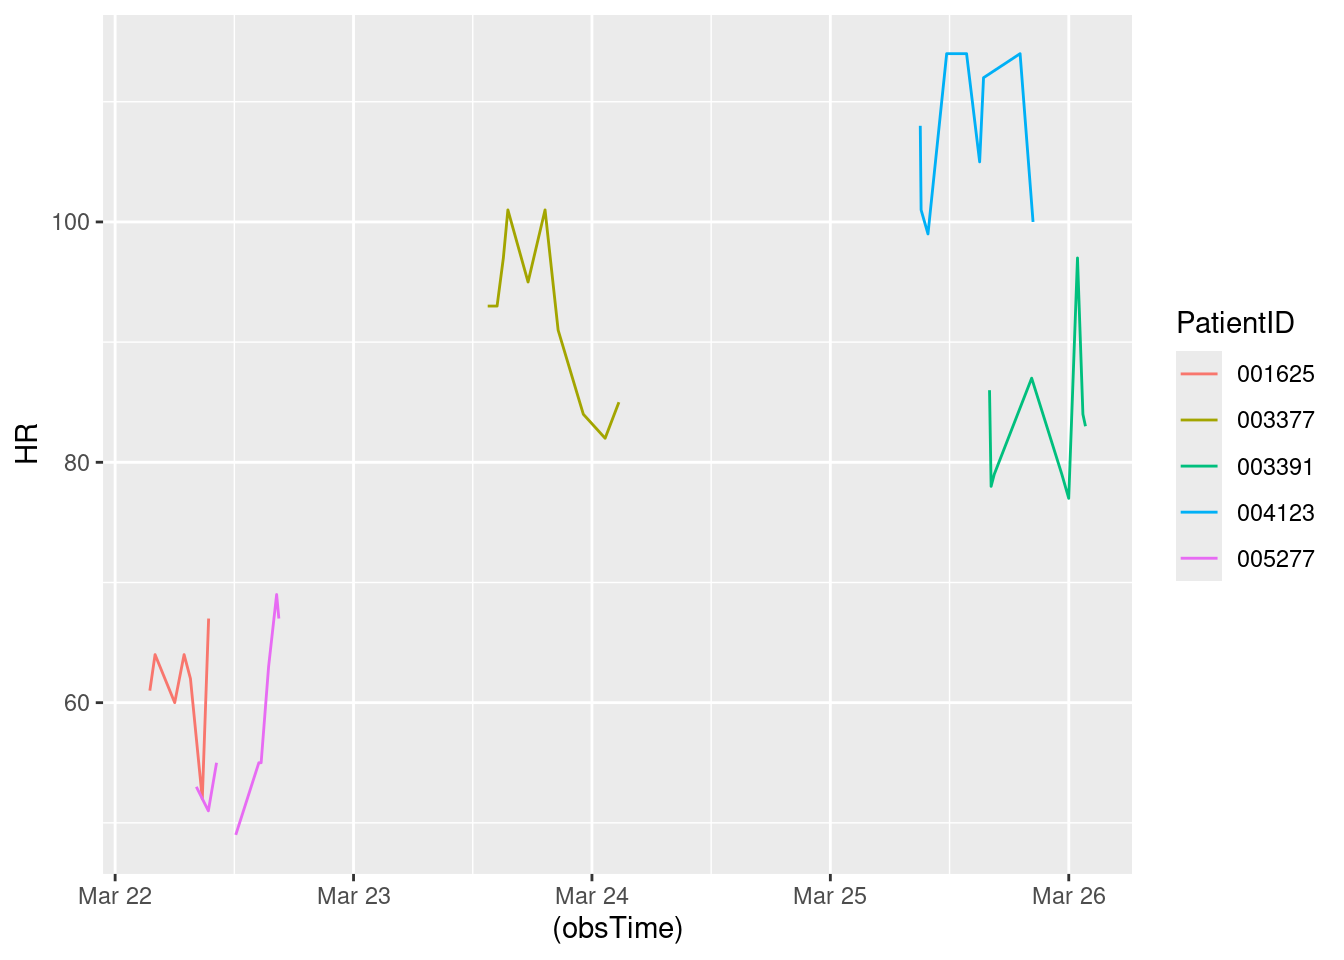 HR
100
80
60
Mar 22
Mar 23
Mar 24
Mar 25
Mar 26
(obsTime)
PatientID
001625
003377
003391
004123
005277